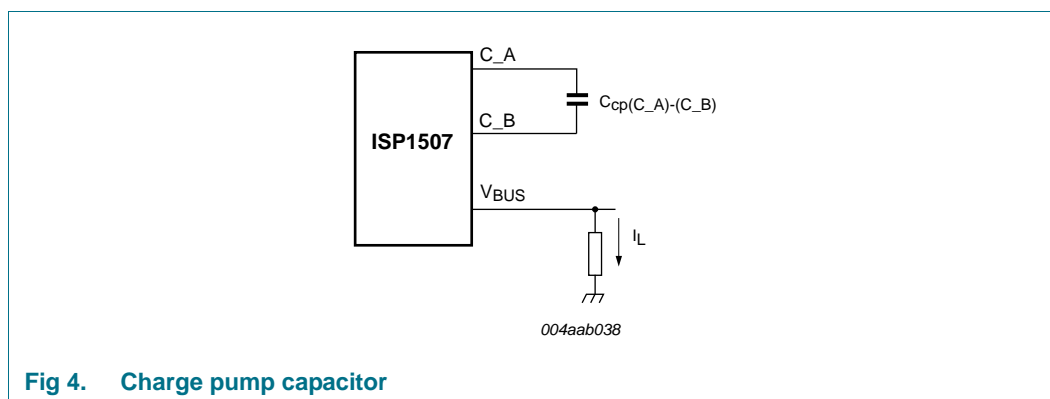 C_A
Ccp(C_A)-(C_B)
C_B
ISP1507
VBUS
IL
004aab038
Fig 4. Charge pump capacitor